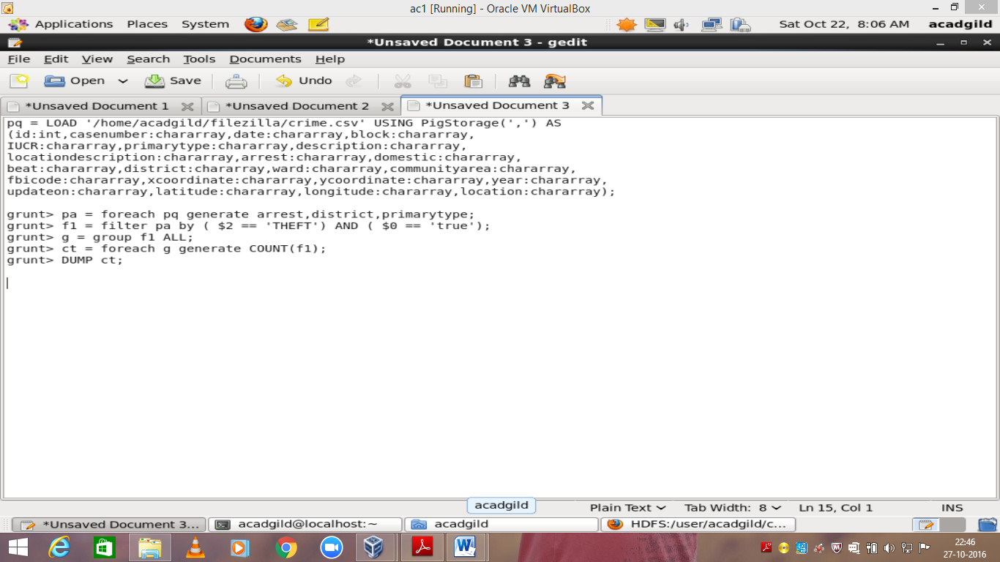 ac1 [Running] - Oracle VM VirtualBox
Applications Places System Sat Oct 22, 8:06 AM acadgild
*Unsaved Document 3 - gedit
File Edit View Search Tools Documents Help
Open Save Undo
*Unsaved Document 1 *Unsaved Document 2 *Unsaved Document 3
pq = LOAD '/home/acadgild/filezilla/crime.csv' USING PigStorage(',') AS
(id:int,casenumber:chararray,date:chararray,block:chararray,
IUCR:chararray,primarytype:chararray,description:chararray,
locationdescription:chararray,arrest:chararray,domestic:chararray,
beat:chararray,district:chararray,ward:chararray,communityarea:chararray,
fbicode:chararray,xcoordinate:chararray,ycoordinate:chararray,year:chararray,
updateon:chararray,latitude:chararray,longitude:chararray,location:chararray);
grunt> pa = foreach pq generate arrest,district,primarytype;
grunt> f1 = filter pa by ( $2 == 'THEFT') AND ( $0 == 'true');
grunt> g = group f1 ALL;
grunt> ct = foreach g generate COUNT(f1);
grunt> DUMP ct;
acadgild
Plain Text Tab Width: 8 Ln 15, Col 1 INS
*Unsaved Document 3... acadgild@localhost:~ acadgild HDFS:/user/acadgild/c...
22:46
27-10-2016